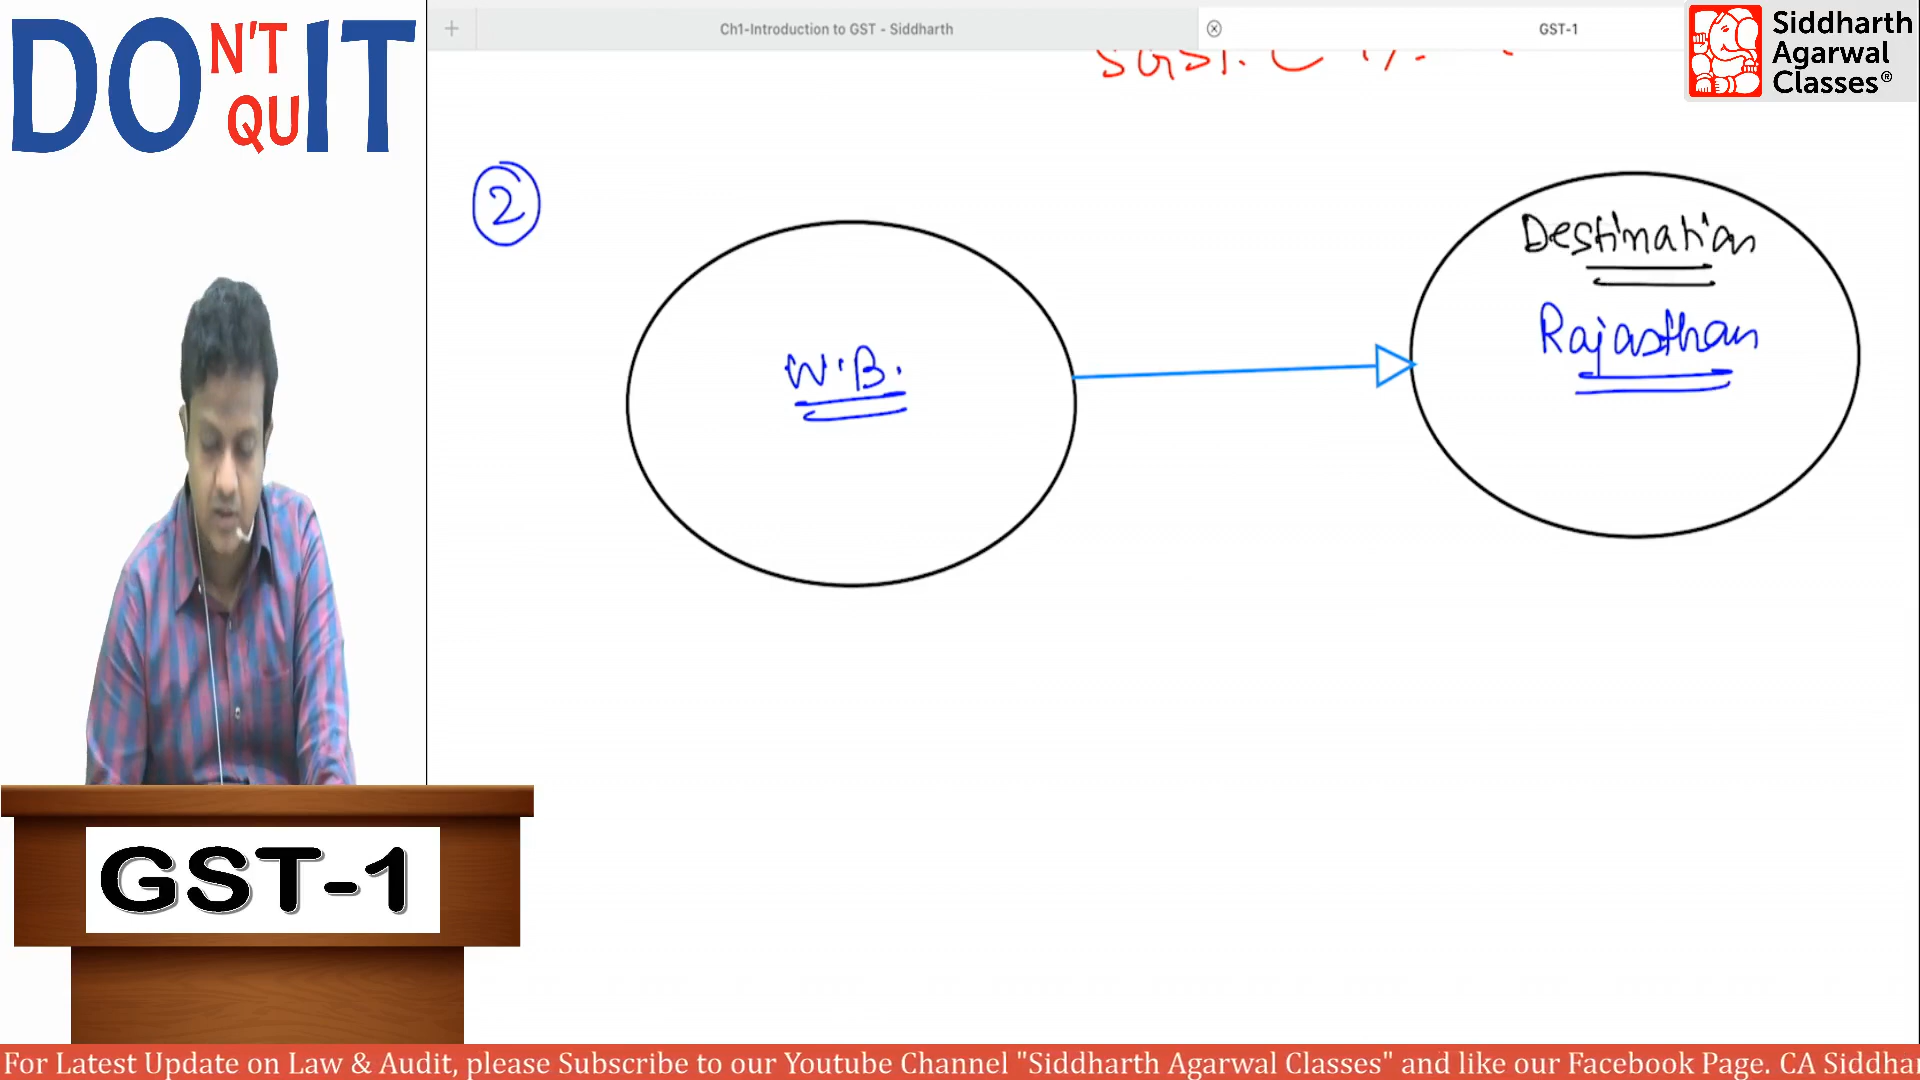 DON'T QUIT
Ch1-Introduction to GST - Siddharth
GST-1
Siddharth
Agarwal
Classes®
2
W.B.
Destination
Rajasthan
GST-1
For Latest Update on Law & Audit, please Subscribe to our Youtube Channel "Siddharth Agarwal Classes" and like our Facebook Page. CA Siddhar